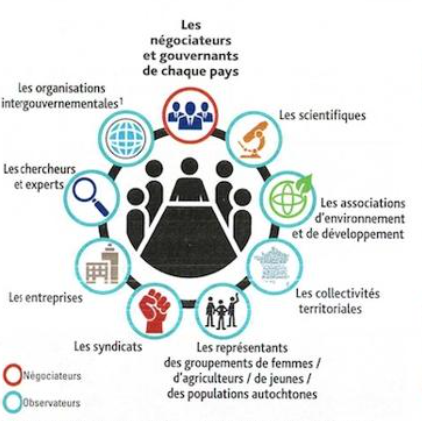 Les
négociateurs
et gouvernants
de chaque pays
Les organisations
intergouvernementales¹
Les scientifiques
Les chercheurs
et experts
Les associations
d'environnement
et de développement
Les entreprises
Les collectivités
territoriales
Les syndicats
Les représentants
des groupements de femmes /
d'agriculteurs / de jeunes /
des populations autochtones
Négociateurs
Observateurs